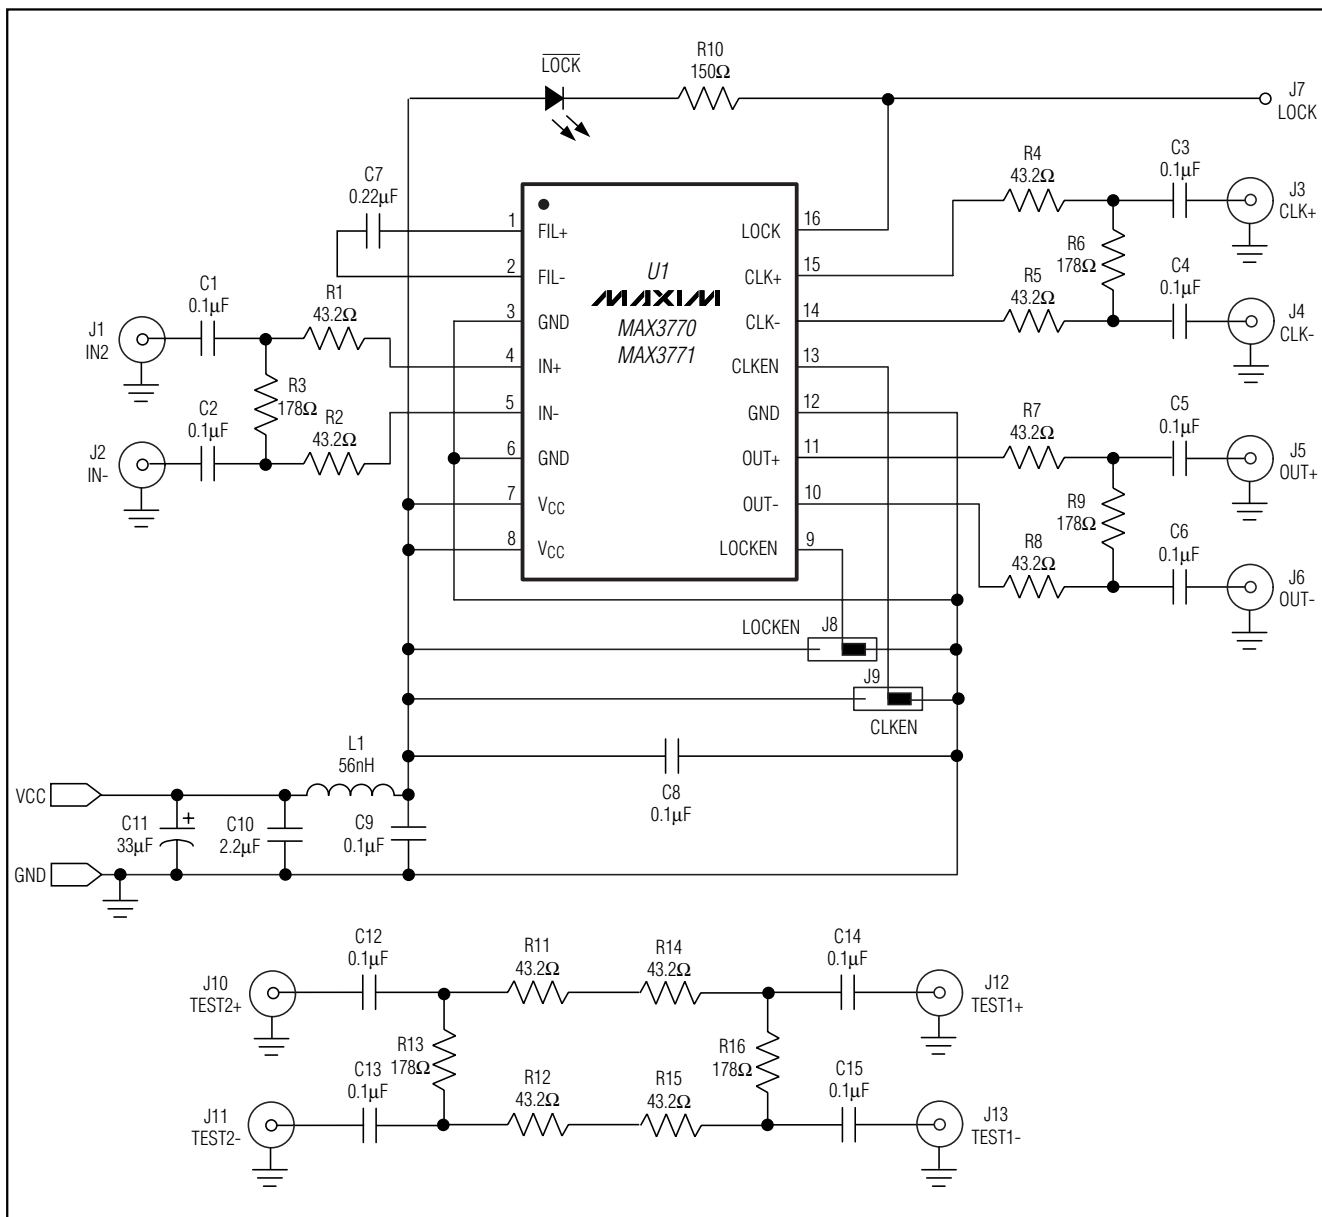 LOCK
R10
150Ω
J7
LOCK
C7
0.22μF
R4
43.2Ω
C3
0.1μF
J3
CLK+
R6
178Ω
R5
43.2Ω
C4
0.1μF
J4
CLK-
1
FIL+
2
FIL-
3
GND
4
IN+
5
IN-
6
GND
7
VCC
8
VCC
U1
MAXIM
MAX3770
MAX3771
LOCK
16
CLK+
15
CLK-
14
CLKEN
13
GND
12
OUT+
11
OUT-
10
LOCKEN
9
C1
0.1μF
R1
43.2Ω
J1
IN2
R3
178Ω
C2
0.1μF
R2
43.2Ω
J2
IN-
R7
43.2Ω
C5
0.1μF
J5
OUT+
R9
178Ω
R8
43.2Ω
C6
0.1μF
J6
OUT-
LOCKEN
J8
J9
CLKEN
L1
56nH
C8
0.1μF
VCC
C11
33μF
+
C10
2.2μF
C9
0.1μF
GND
C12
0.1μF
R11
43.2Ω
R14
43.2Ω
C14
0.1μF
J10
TEST2+
J12
TEST1+
R13
178Ω
R16
178Ω
C13
0.1μF
R12
43.2Ω
R15
43.2Ω
C15
0.1μF
J11
TEST2-
J13
TEST1-